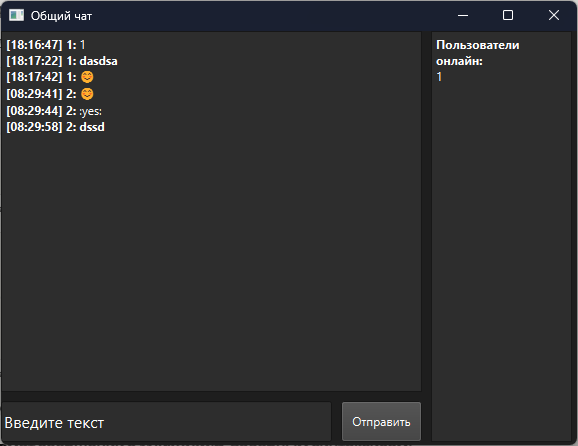 Общий чат
[18:16:47] 1: 1
[18:17:22] 1: dasdsa
[18:17:42] 1: 😊
[08:29:41] 2: 😊
[08:29:44] 2: :yes:
[08:29:58] 2: dssd
Пользователи
онлайн:
1
Введите текст
Отправить